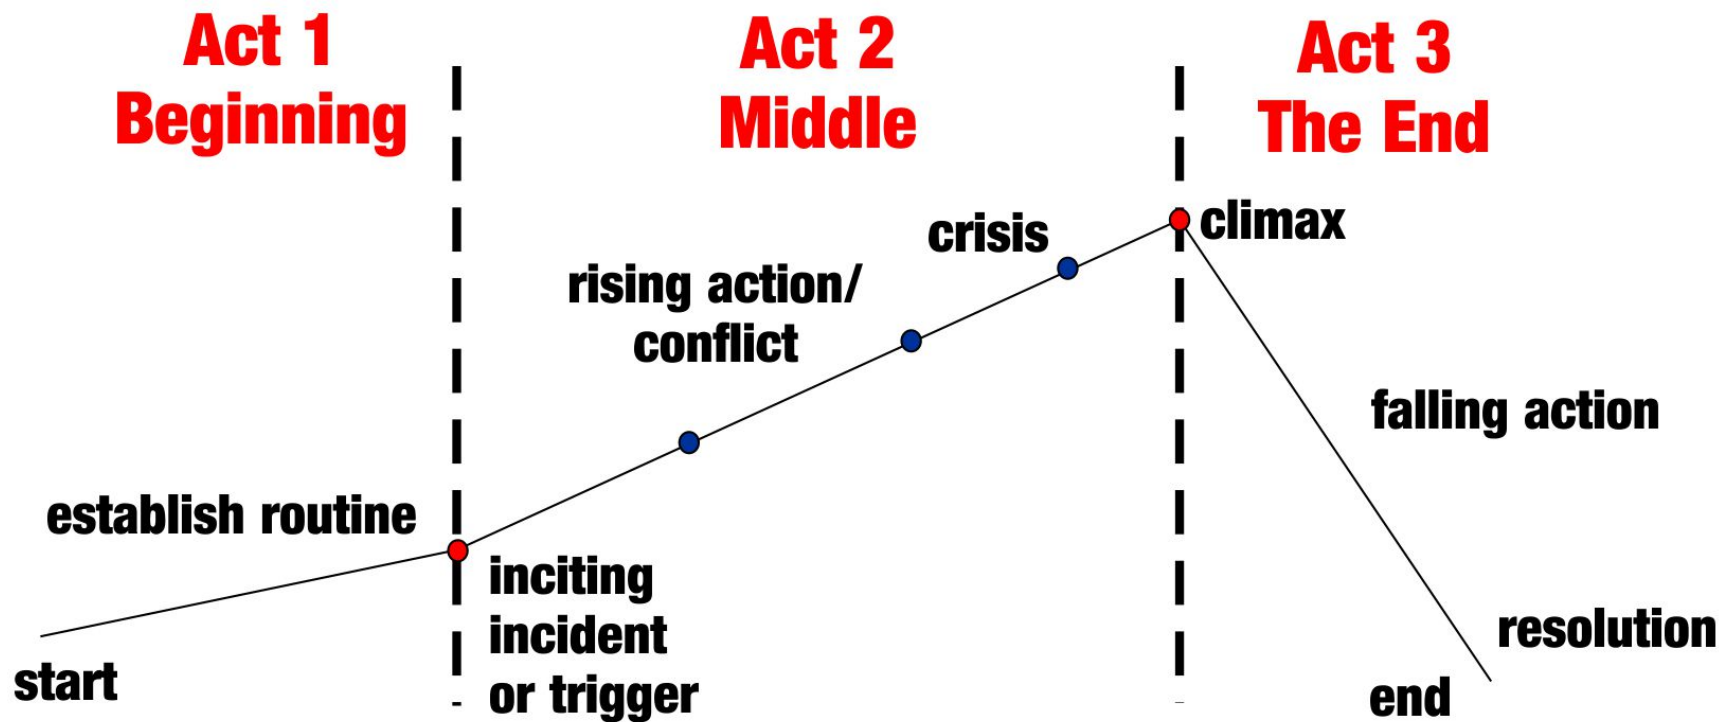 Act 1
Beginning
Act 2
Middle
Act 3
The End
establish routine
start
inciting
incident
or trigger
rising action/
conflict
crisis
climax
falling action
resolution
end